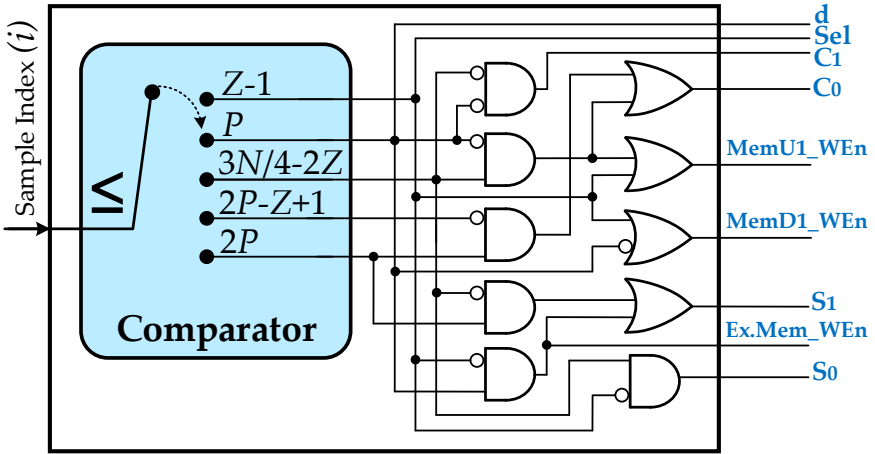 Sample Index (i)
≤
Z-1
P
3N/4-2Z
2P-Z+1
2P
Comparator
d
Sel
C1
C0
MemU1_WEn
MemD1_WEn
S1
Ex.Mem_WEn
S0